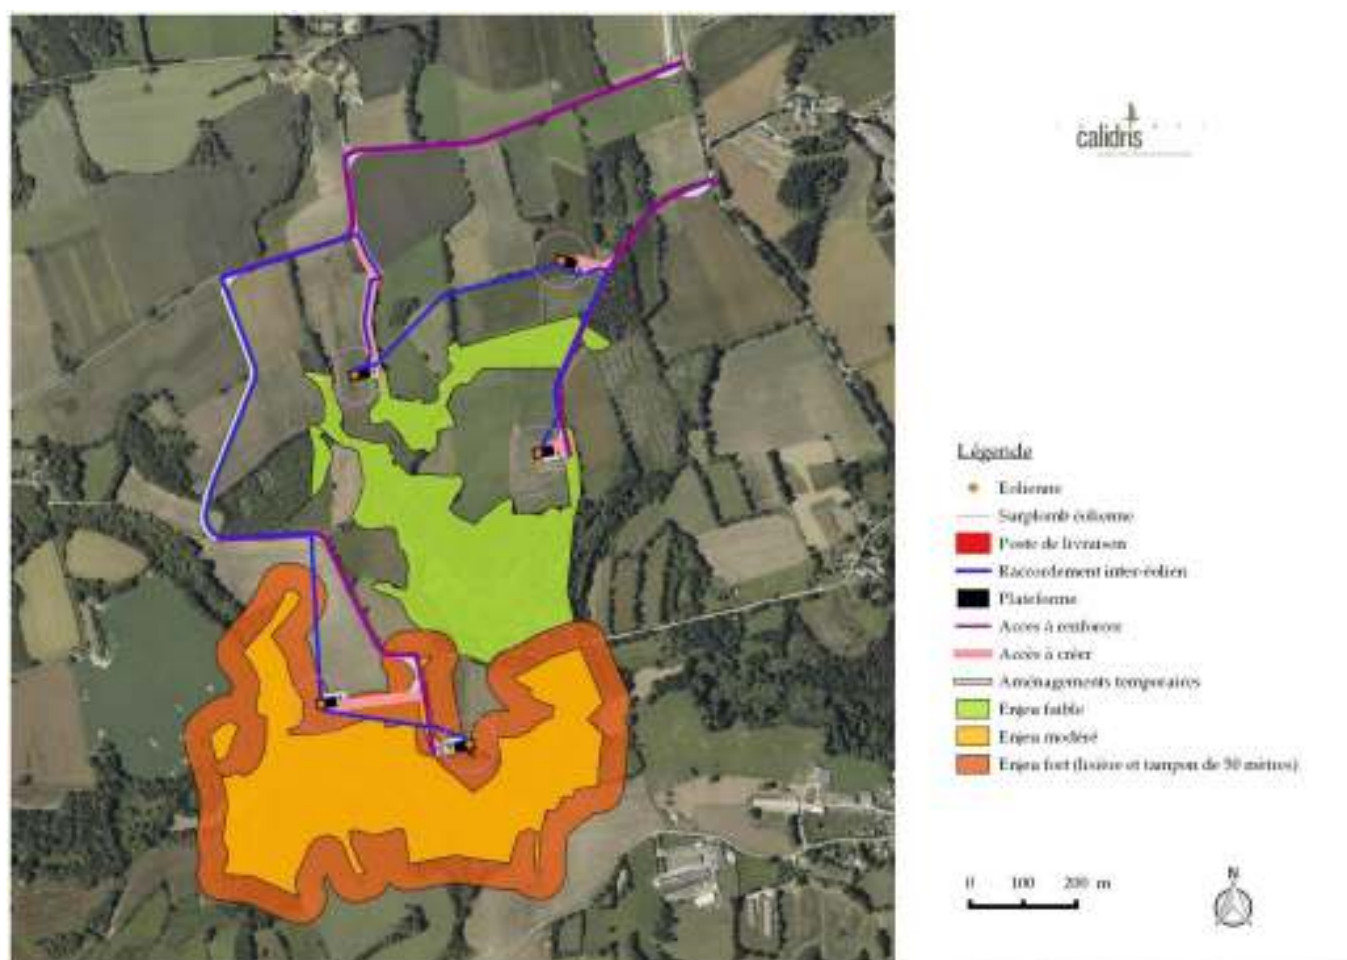 calidris
Légende
Eolienne
Surplomb éolienne
Poste de livraison
Raccordement inter-éolien
Plateforme
Accès à renforcer
Accès à créer
Aménagements temporaires
Enjeu faible
Enjeu modéré
Enjeu fort (lisière et tampon de 50 mètres)
0 100 200 m
N